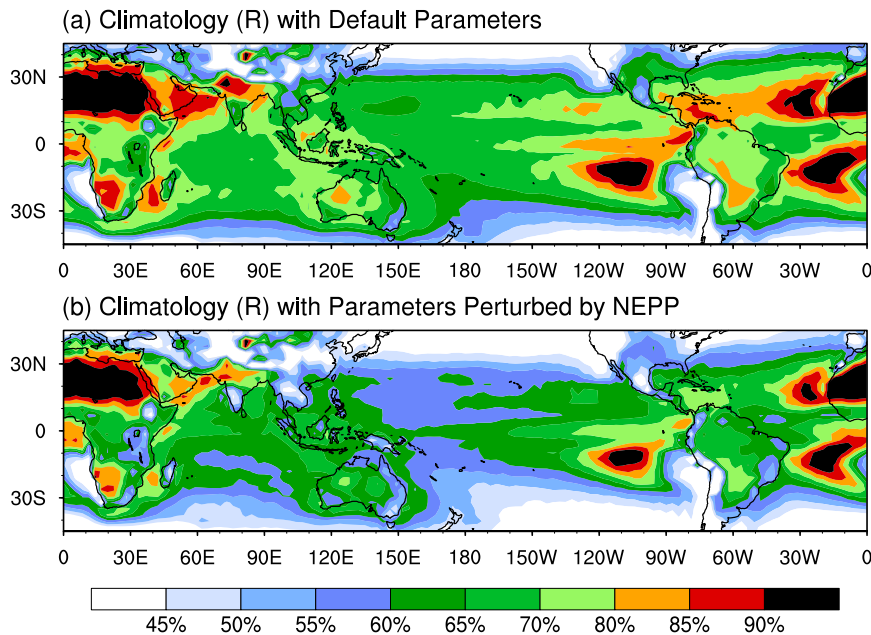 (a) Climatology (R) with Default Parameters
30N
0
30S
0 30E 60E 90E 120E 150E 180 150W 120W 90W 60W 30W 0
(b) Climatology (R) with Parameters Perturbed by NEPP
30N
0
30S
0 30E 60E 90E 120E 150E 180 150W 120W 90W 60W 30W 0
45% 50% 55% 60% 65% 70% 80% 85% 90%